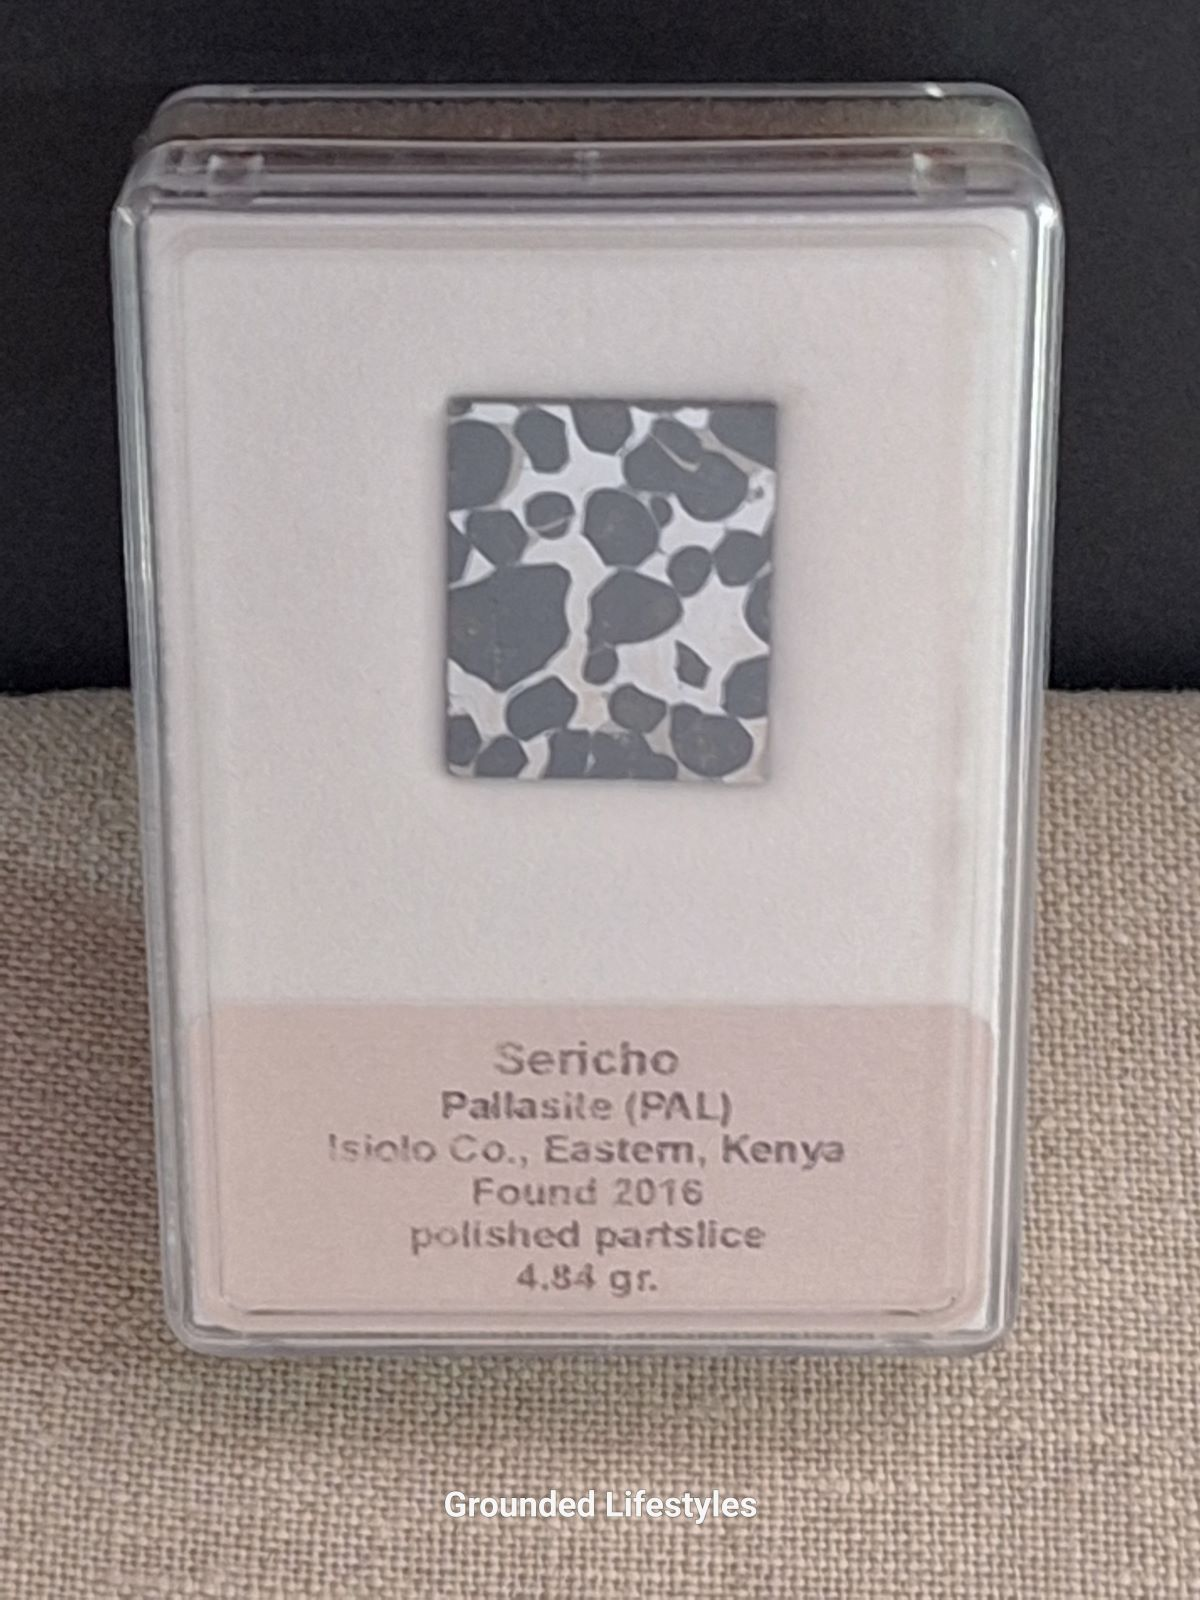 Sericho
Pallasite (PAL)
Isiolo Co., Eastern, Kenya
Found 2016
polished partslice
4.84 gr.
Grounded Lifestyles